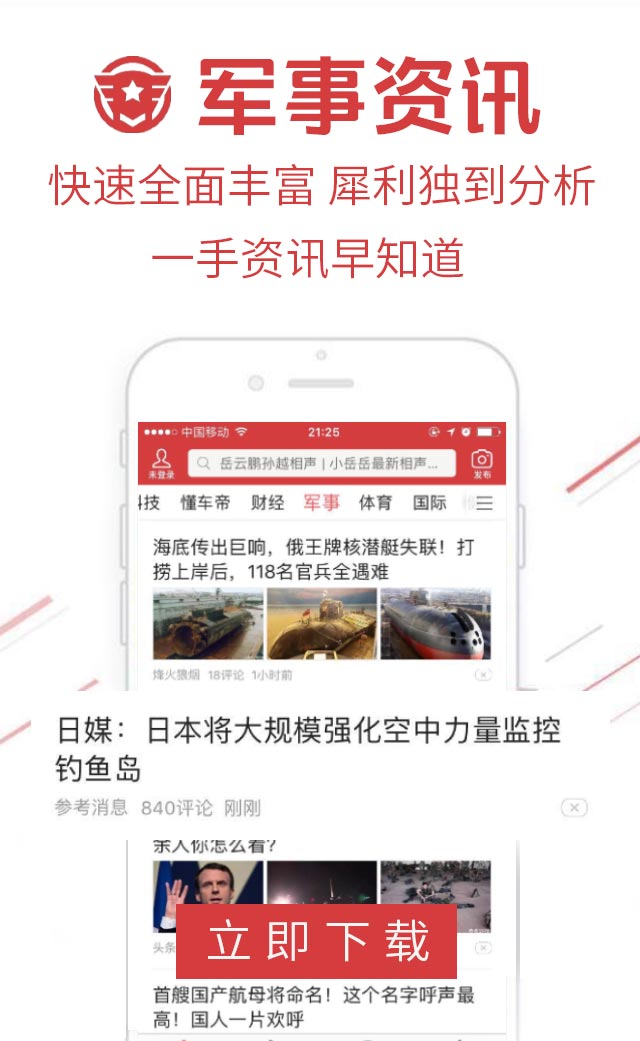 军事资讯
快速全面丰富 犀利独到分析
一手资讯早知道
中国移动 21:25
未登录 岳云鹏孙越相声 | 小岳岳最新相声... 发布
科技 懂车帝 财经 军事 体育 国际
海底传出巨响，俄王牌核潜艇失联！打
捞上岸后，118名官兵全遇难
烽火狼烟 18评论 1小时前
日媒：日本将大规模强化空中力量监控
钓鱼岛
参考消息 840评论 刚刚
余人你怎么看?
头条
立即下载
首艘国产航母将命名！这个名字呼声最
高！国人一片欢呼